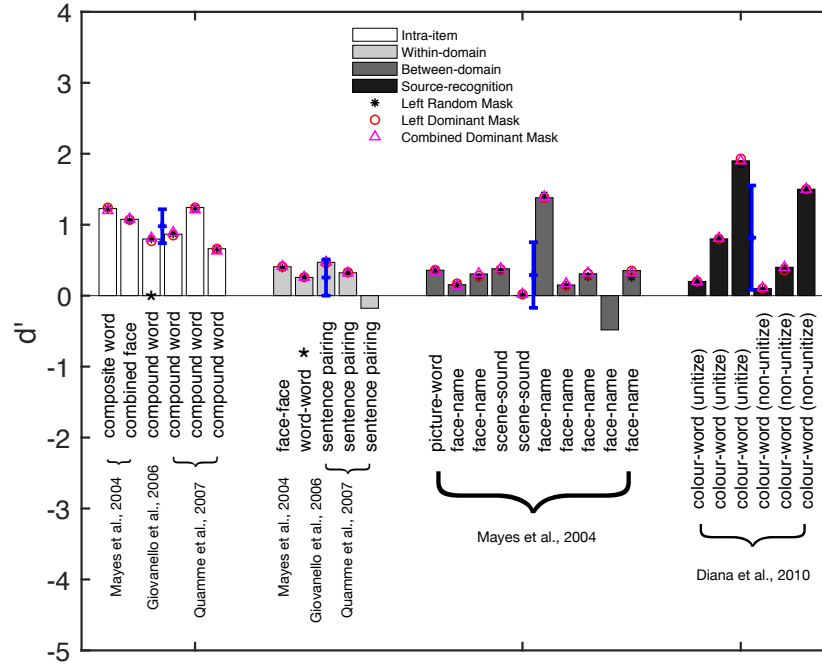 4
3
2
1
0
-1
-2
-3
-4
-5
d'
Intra-item
Within-domain
Between-domain
Source-recognition
Left Random Mask
Left Dominant Mask
Combined Dominant Mask
composite word
combined face
compound word
compound word
compound word
compound word
face-face
word-word *
sentence pairing
sentence pairing
sentence pairing
picture-word
face-name
face-name
scene-sound
scene-sound
face-name
face-name
face-name
face-name
face-name
colour-word (unitize)
colour-word (unitize)
colour-word (unitize)
colour-word (non-unitize)
colour-word (non-unitize)
colour-word (non-unitize)
Mayes et al., 2004
Giovanello et al., 2006
Quamme et al., 2007
Mayes et al., 2004
Giovanello et al., 2006
Quamme et al., 2007
Mayes et al., 2004
Diana et al., 2010